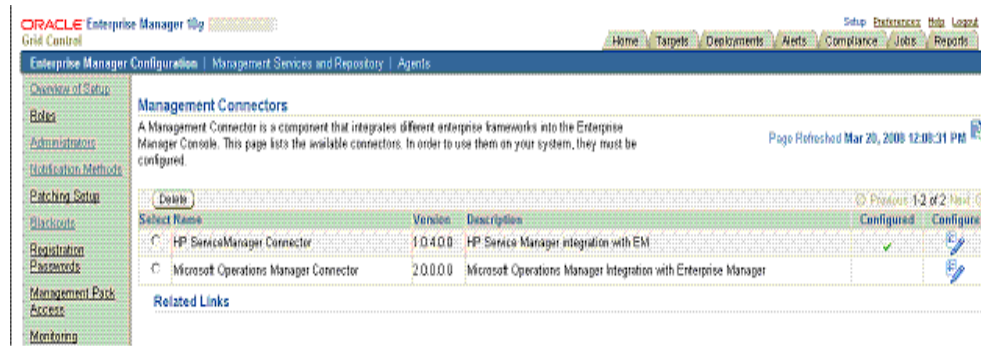 ORACLE Enterprise Manager 10g
Grid Control
Setup Preferences Help Logout
Home Targets Deployments Alerts Compliance Jobs Reports
Enterprise Manager Configuration | Management Services and Repository | Agents
Overview of Setup
Roles
Administrators
Notification Methods
Patching Setup
Blackouts
Registration
Passwords
Management Pack
Access
Monitoring
Management Connectors
A Management Connector is a component that integrates different enterprise frameworks into the Enterprise
Manager Console. This page lists the available connectors. In order to use them on your system, they must be
configured.
Page Refreshed Mar 20, 2008 12:08:31 PM
Delete
Previous 1-2 of 2 Next
Select Name Version Description Configured Configure
HP ServiceManager Connector 1.0.4.0.0 HP Service Manager integration with EM
Microsoft Operations Manager Connector 2.0.0.0.0 Microsoft Operations Manager Integration with Enterprise Manager
Related Links